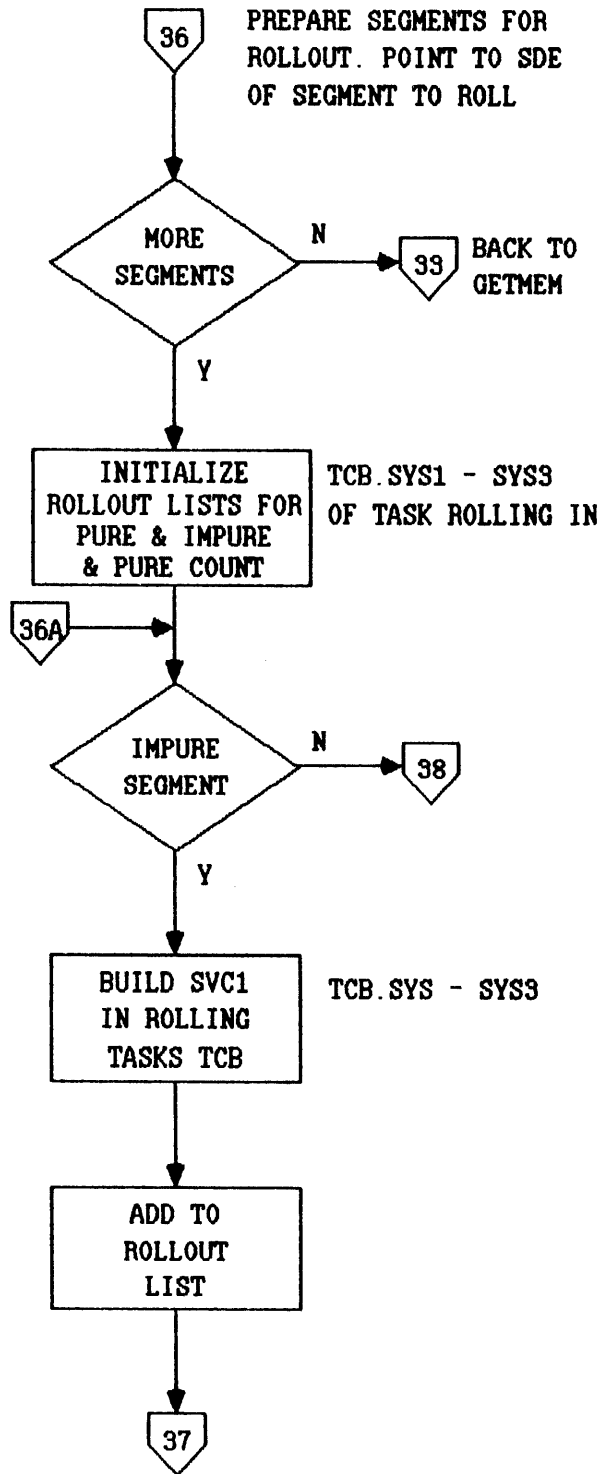 36
PREPARE SEGMENTS FOR
ROLLOUT. POINT TO SDE
OF SEGMENT TO ROLL
MORE
SEGMENTS
N
33
BACK TO
GETMEM
Y
INITIALIZE
ROLLOUT LISTS FOR
PURE & IMPURE
& PURE COUNT
TCB.SYS1 - SYS3
OF TASK ROLLING IN
36A
IMPURE
SEGMENT
N
38
Y
BUILD SVC1
IN ROLLING
TASKS TCB
TCB.SYS - SYS3
ADD TO
ROLLOUT
LIST
37